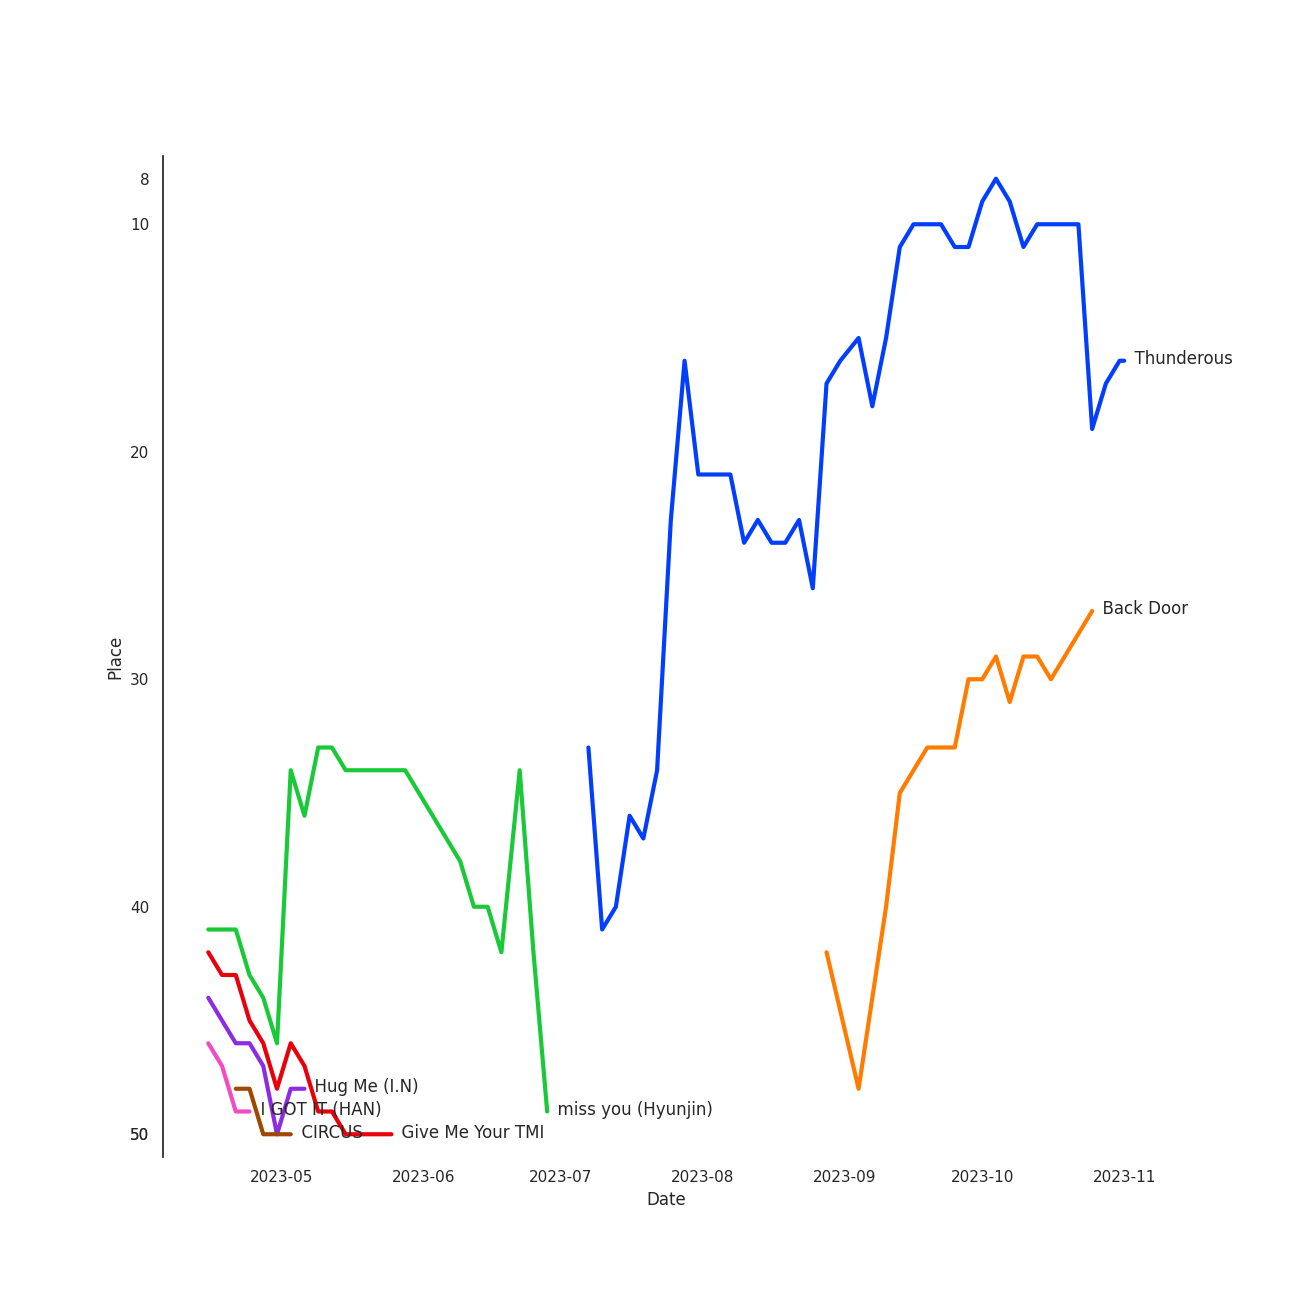 8
10
20
30
40
50
Place
Thunderous
Back Door
Hug Me (I.N)
I GOT IT (HAN)
miss you (Hyunjin)
CIRCUS
Give Me Your TMI
2023-05
2023-06
2023-07
2023-08
2023-09
2023-10
2023-11
Date